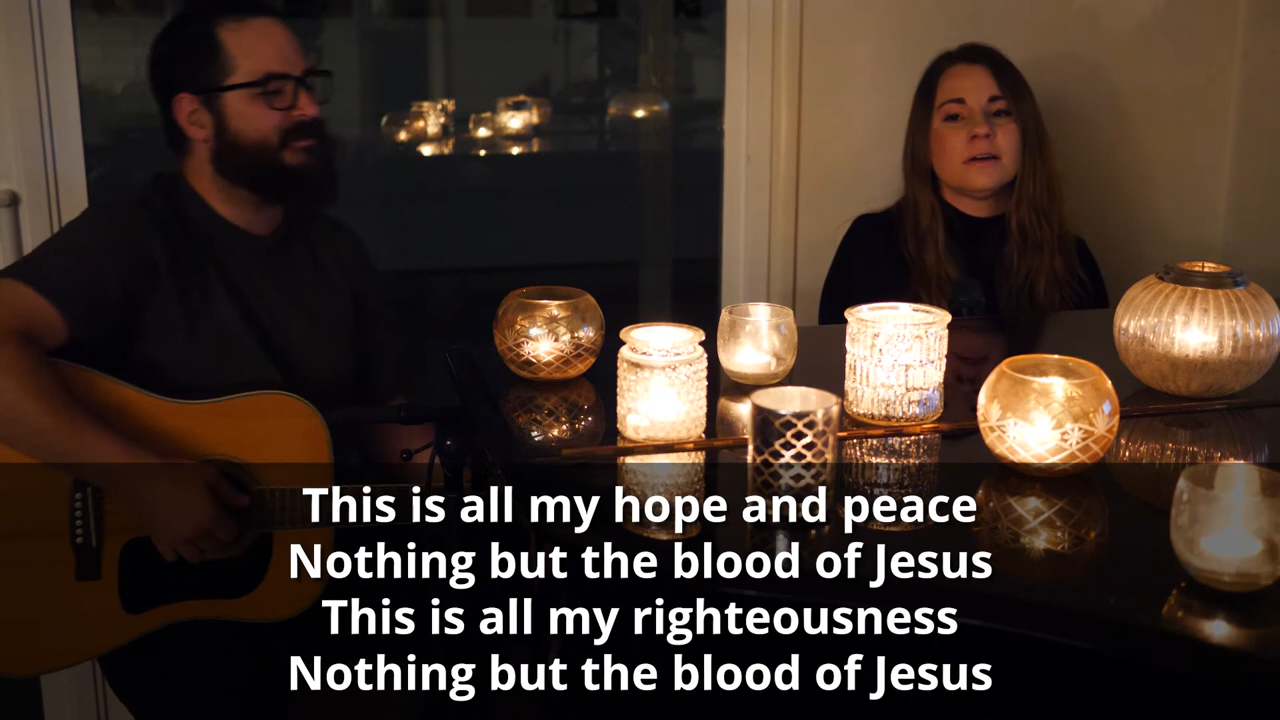 This is all my hope and peace
Nothing but the blood of Jesus
This is all my righteousness
Nothing but the blood of Jesus